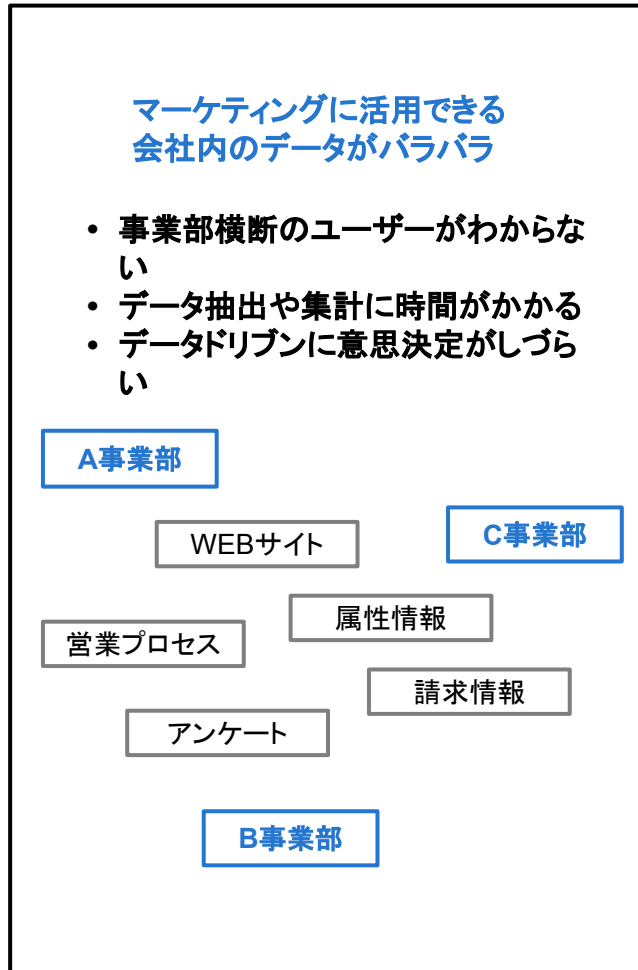 マーケティングに活用できる
会社内のデータがバラバラ
• 事業部横断のユーザーがわからな
い
• データ抽出や集計に時間がかかる
• データドリブンに意思決定がしづら
い
A事業部
WEBサイト
C事業部
属性情報
営業プロセス
請求情報
アンケート
B事業部